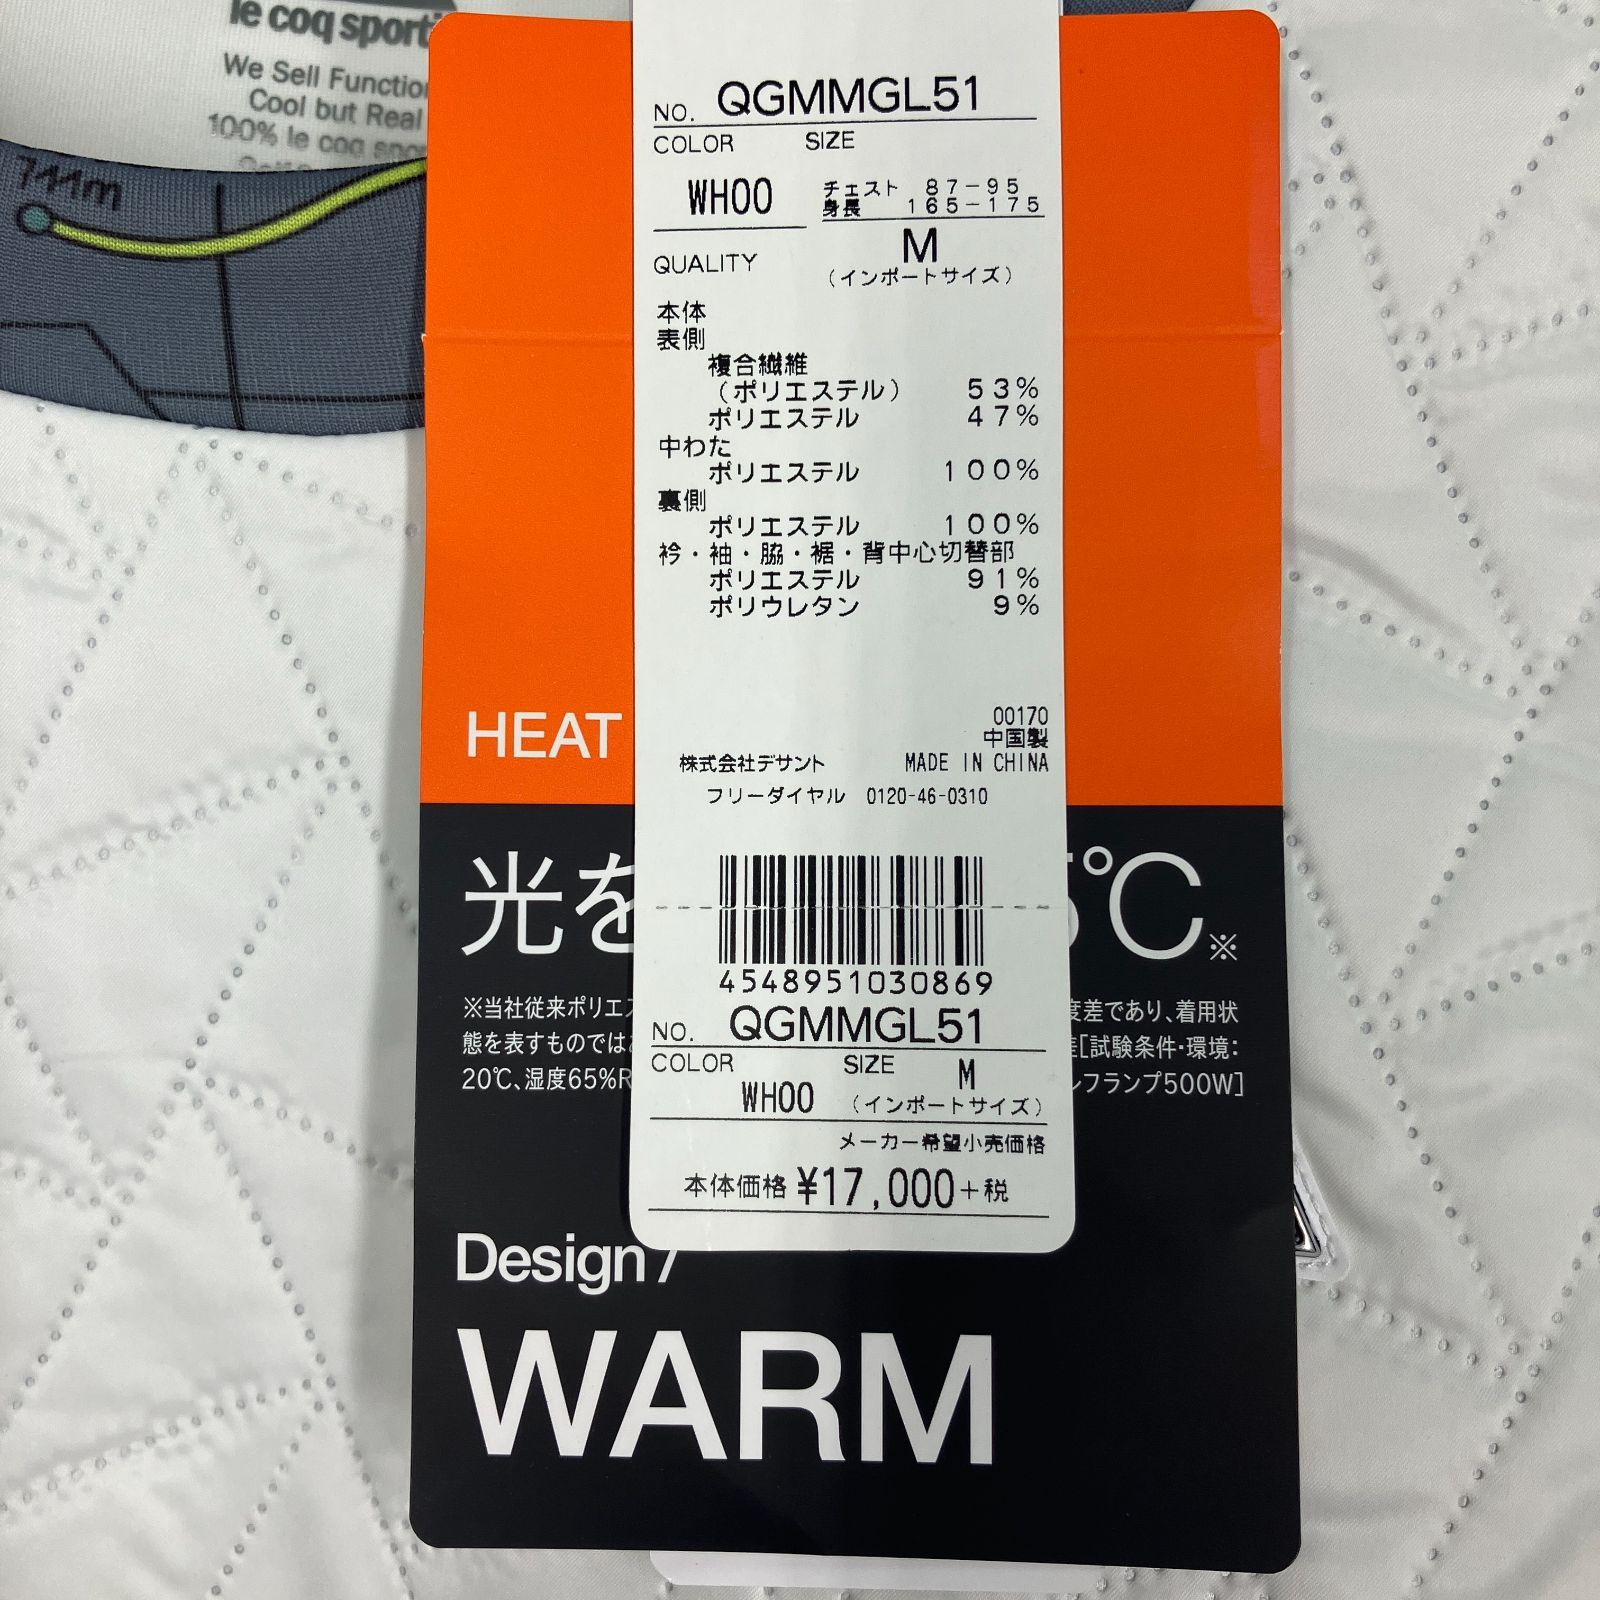 le coq sporti
We Sell Function
Cool but Real
100% le coq spor
711m
NO. QGMMGL51
COLOR SIZE
WH00 チェスト 87-95
身長 165-175
M
QUALITY (インポートサイズ)
本体
表側
複合繊維
(ポリエステル) 53%
ポリエステル 47%
中わた
ポリエステル 100%
裏側
ポリエステル 100%
衿・袖・脇・裾・背中心切替部
ポリエステル 91%
ポリウレタン 9%
00170
中国製
株式会社デサント MADE IN CHINA
フリーダイヤル 0120-46-0310
4548951030869
NO. QGMMGL51
COLOR SIZE M
WH00 (インポートサイズ)
メーカー希望小売価格
本体価格 ¥17,000+税
HEAT
光を 5℃※
※当社従来ポリエス 度差であり、着用状
態を表すものでは 差[試験条件・環境:
20℃、湿度65%R レフランプ500W]
Design /
WARM